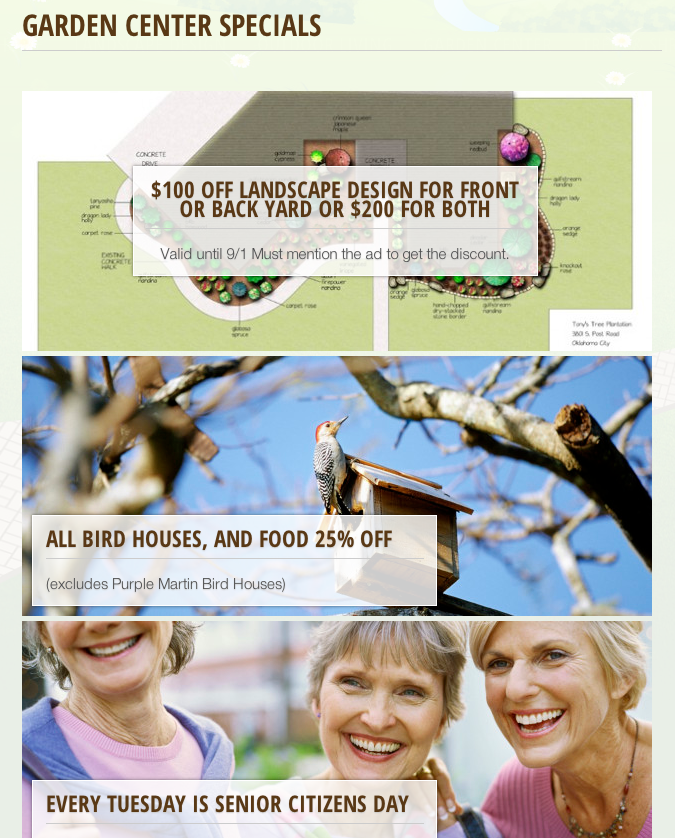 GARDEN CENTER SPECIALS
crimson queen
japanese
maple
CONCRETE
DRIVE
goldmop
cypress
CONCRETE
weeping
redbud
$100 OFF LANDSCAPE DESIGN FOR FRONT
OR BACK YARD OR $200 FOR BOTH
Valid until 9/1 Must mention the ad to get the discount.
gulfstream
nandina
tanyosho
pine
dragon lady
holly
carpet rose
dragon lady
holly
orange
sedge
EXISTING
CONCRETE
WALK
nandina
firepower
nandina
knockout
rose
orange
sedge
globosa
spruce
carpet rose
hand-chopped
dry-stacked
stone border
gulfstream
nandina
globosa
spruce
Tony's Tree Plantation
3801 S. Post Road
Oklahoma City
ALL BIRD HOUSES, AND FOOD 25% OFF
(excludes Purple Martin Bird Houses)
EVERY TUESDAY IS SENIOR CITIZENS DAY